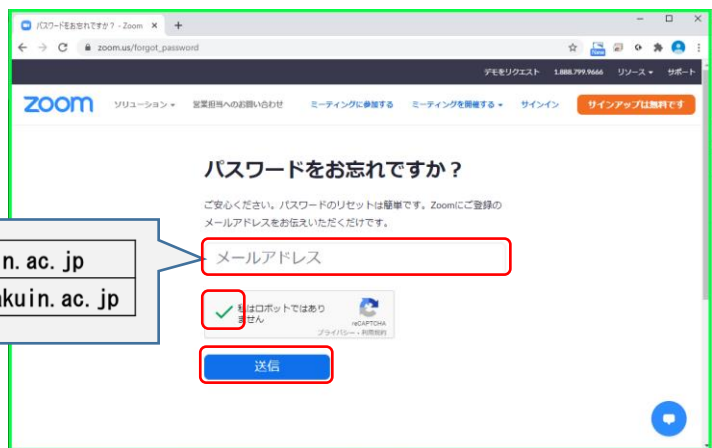 パスワードをお忘れですか? - Zoom
zoom.us/forgot_password
New
デモをリクエスト 1.888.799.9666 リソース サポート
zoom ソリューション 営業担当へのお問い合わせ ミーティングに参加する ミーティングを開催する サインイン サインアップは無料です
パスワードをお忘れですか？
ご安心ください。パスワードのリセットは簡単です。Zoomにご登録の
メールアドレスをお伝えいただくだけです。
n.ac.jp
メールアドレス
akuin.ac.jp
私はロボットではあり
ません
reCAPTCHA
プライバシー - 利用規約
送信